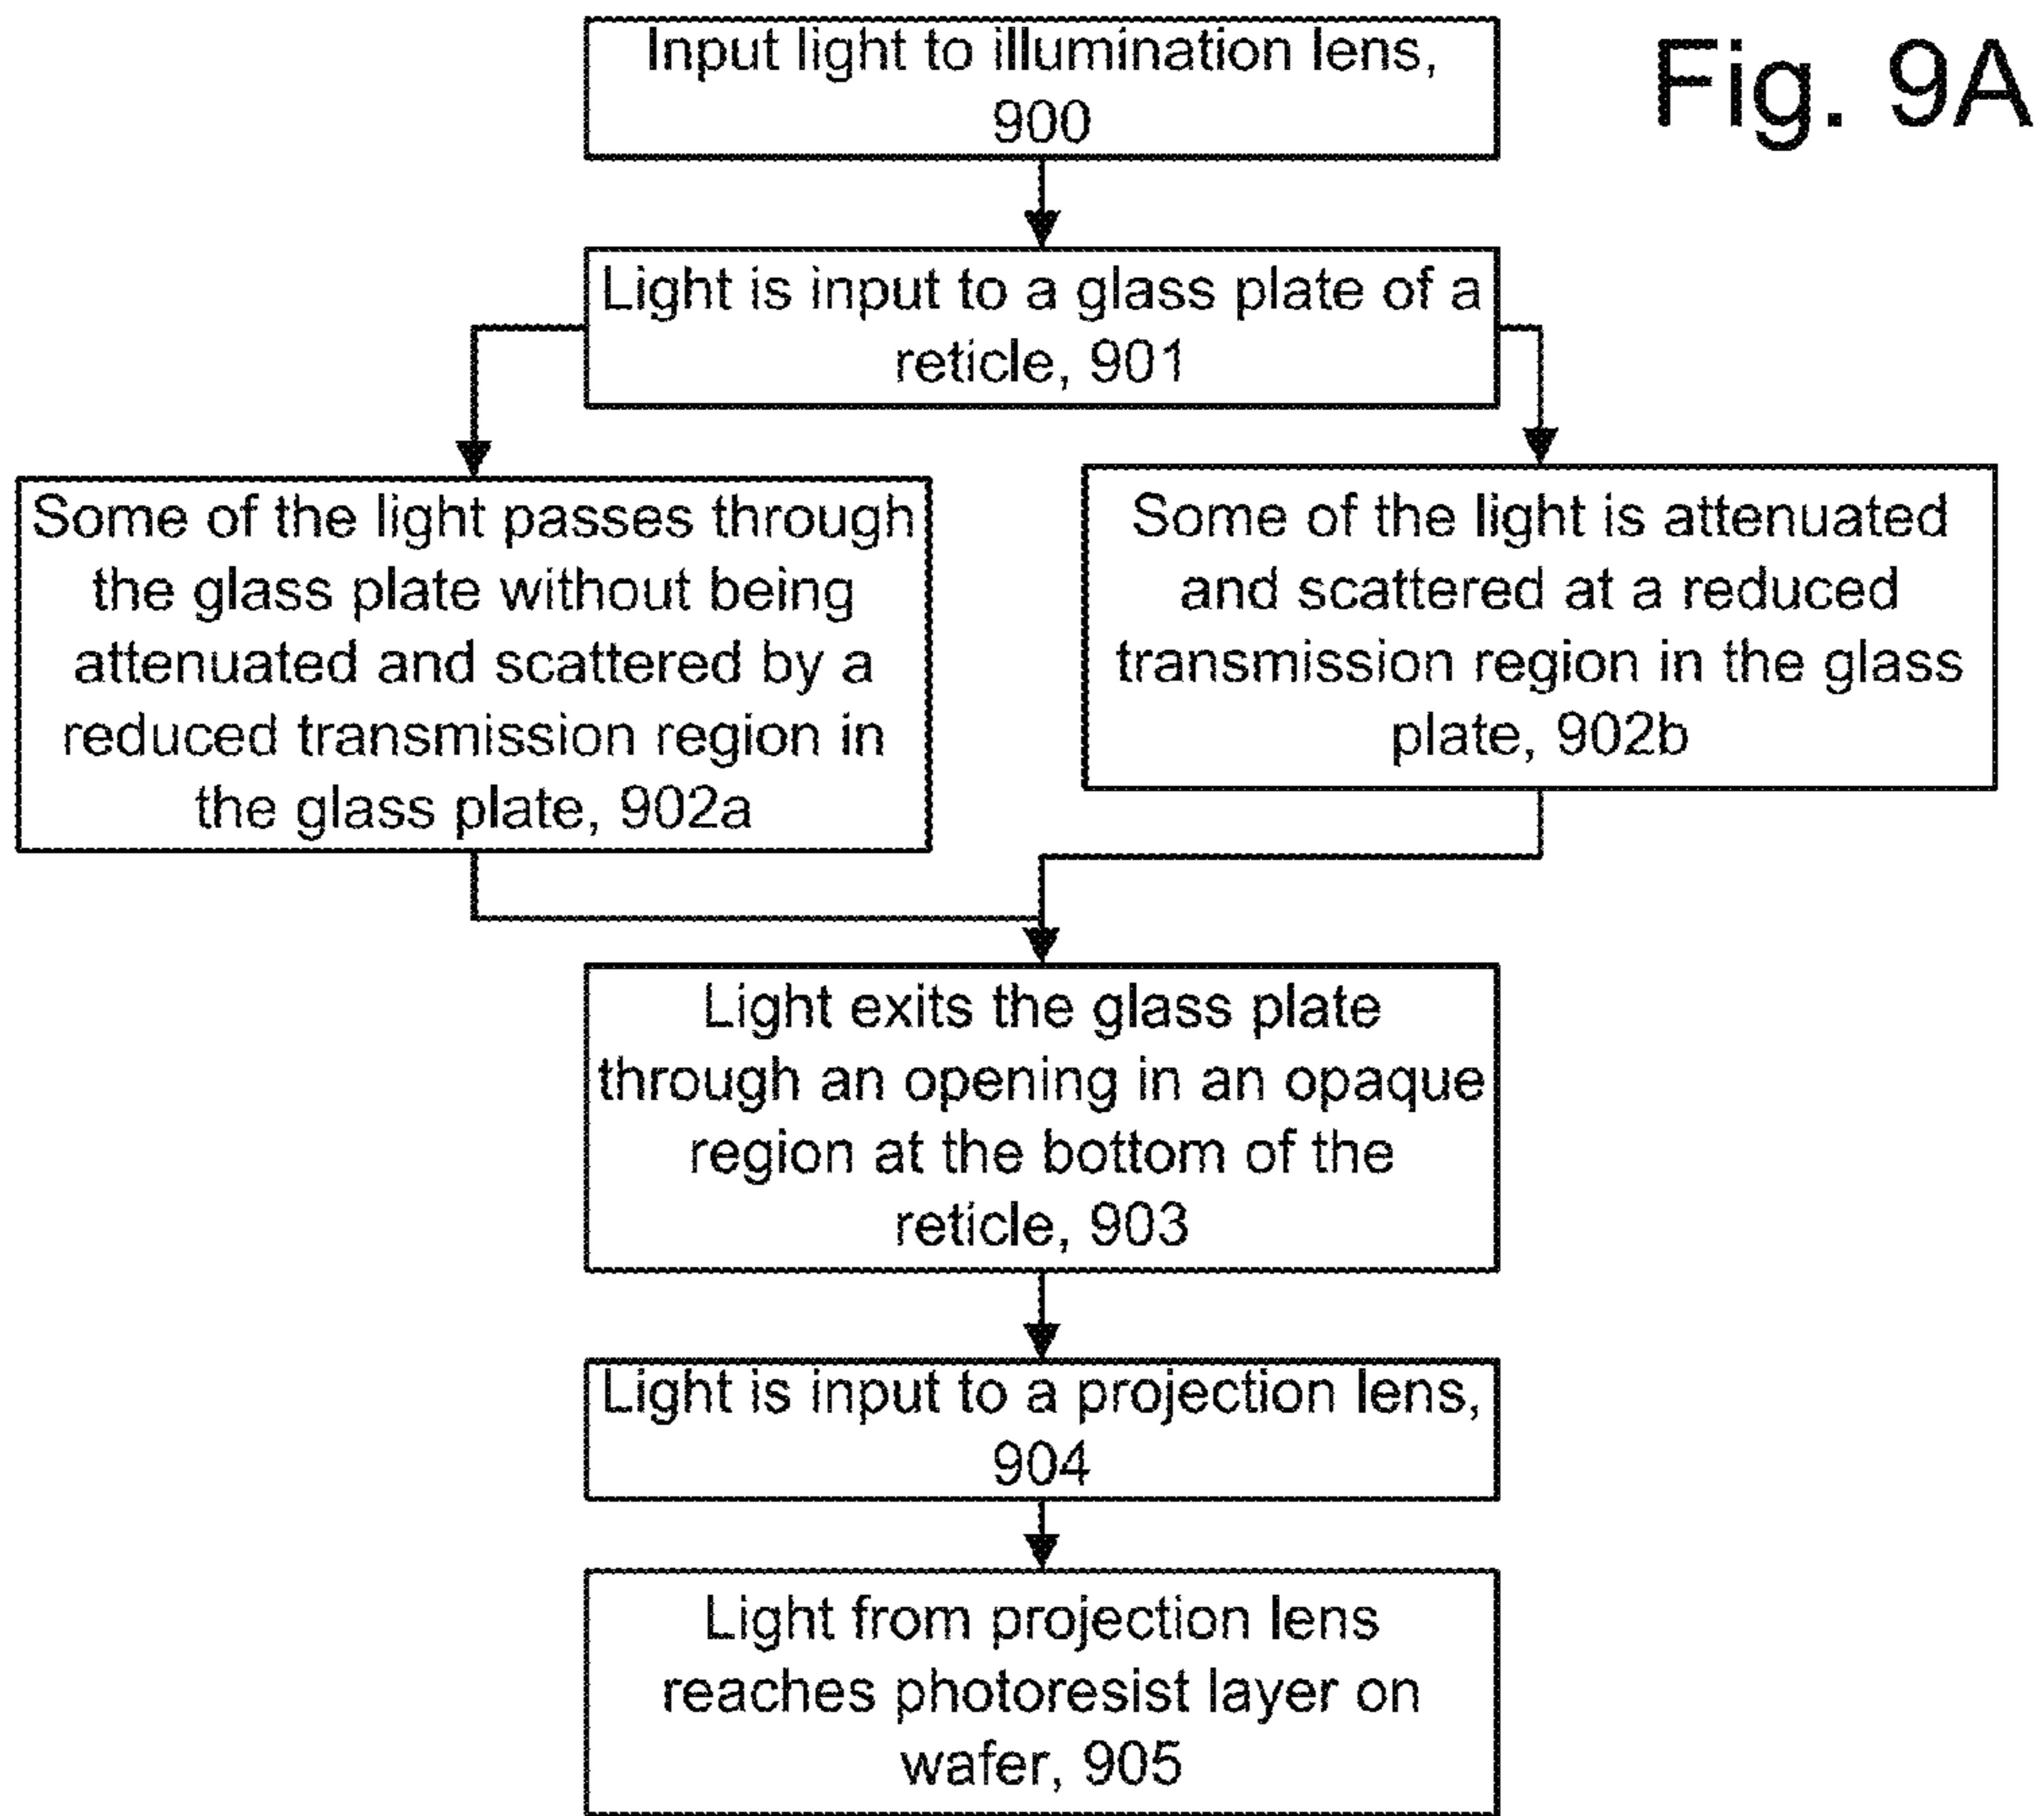 Fig. 9A
Input light to illumination lens,
900
Light is input to a glass plate of a
reticle, 901
Some of the light passes through
the glass plate without being
attenuated and scattered by a
reduced transmission region in
the glass plate, 902a
Some of the light is attenuated
and scattered at a reduced
transmission region in the glass
plate, 902b
Light exits the glass plate
through an opening in an opaque
region at the bottom of the
reticle, 903
Light is input to a projection lens,
904
Light from projection lens
reaches photoresist layer on
wafer, 905